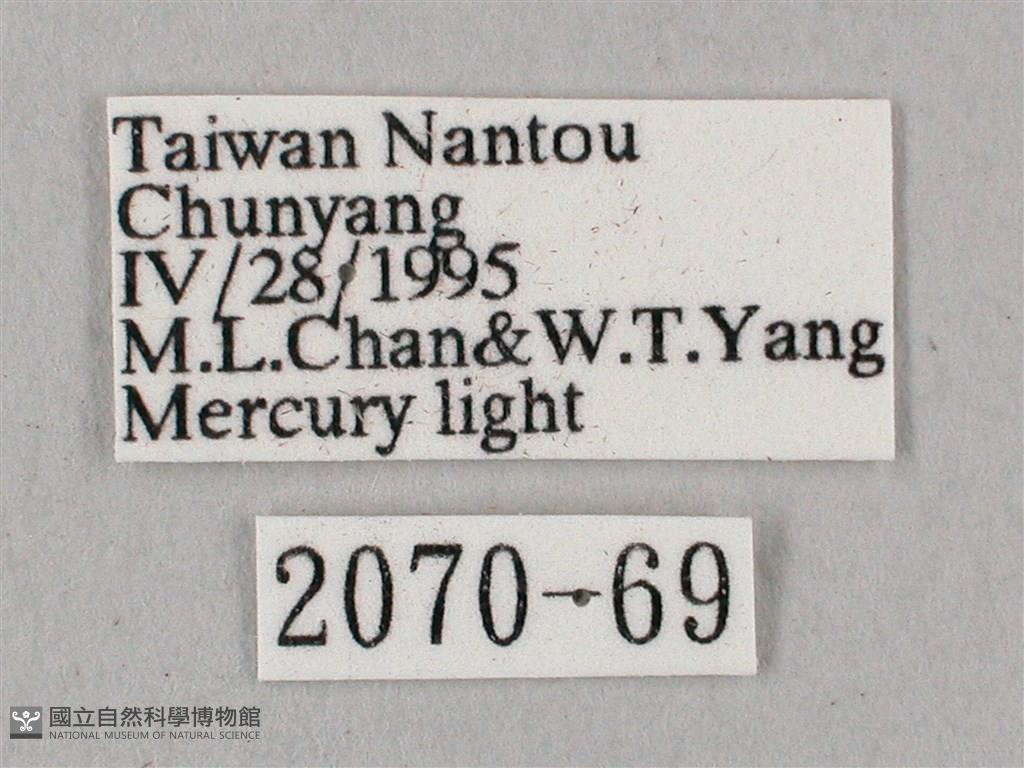 Taiwan Nantou
Chunyang
IV/28/1995
M.L.Chan&W.T.Yang
Mercury light
2070-69
國立自然科學博物館
NATIONAL MUSEUM OF NATURAL SCIENCE